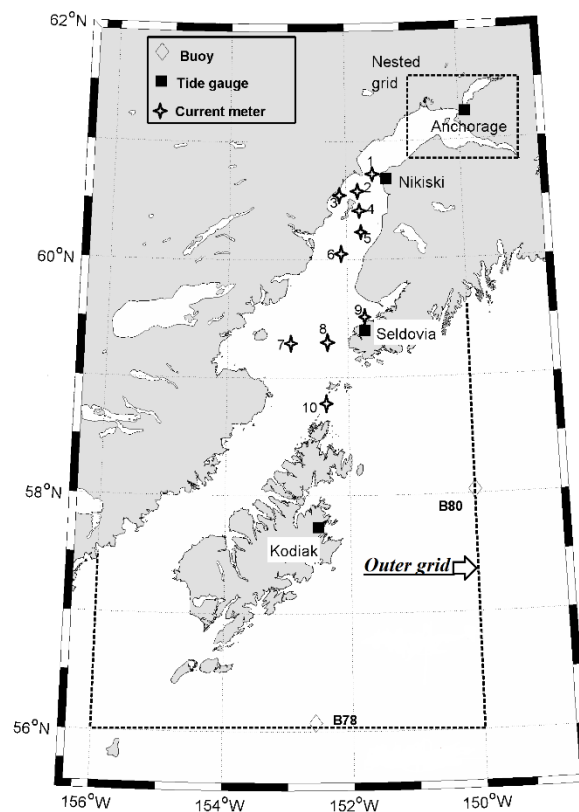 62°N
Buoy
Tide gauge
Current meter
Nested
grid
Anchorage
1
Nikiski
2
3
4
5
60°N
6
9
Seldovia
8
7
10
58°N
B80
Kodiak
Outer grid
B78
56°N
156°W
154°W
152°W
150°W